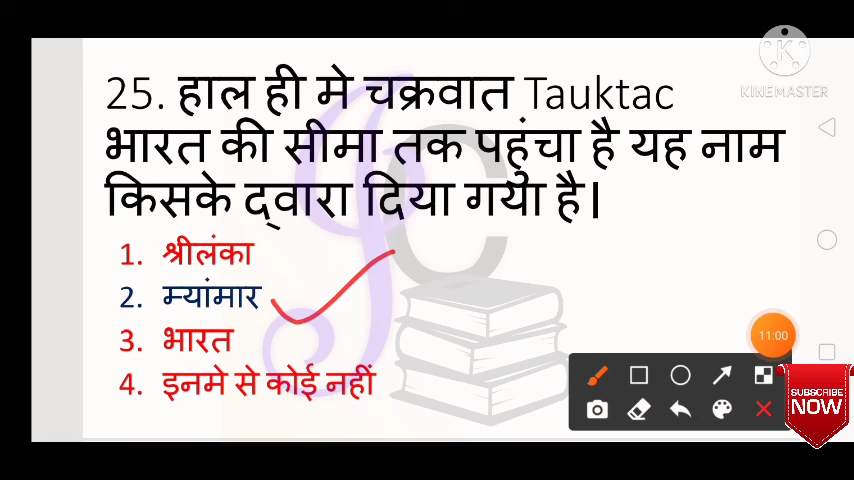 KINEMASTER
25. हाल ही मे चक्रवात Tauktac
भारत की सीमा तक पहुंचा है यह नाम
किसके द्वारा दिया गया है।
1. श्रीलंका
2. म्यांमार
3. भारत
4. इनमे से कोई नहीं
11:00
SUBSCRIBE
NOW